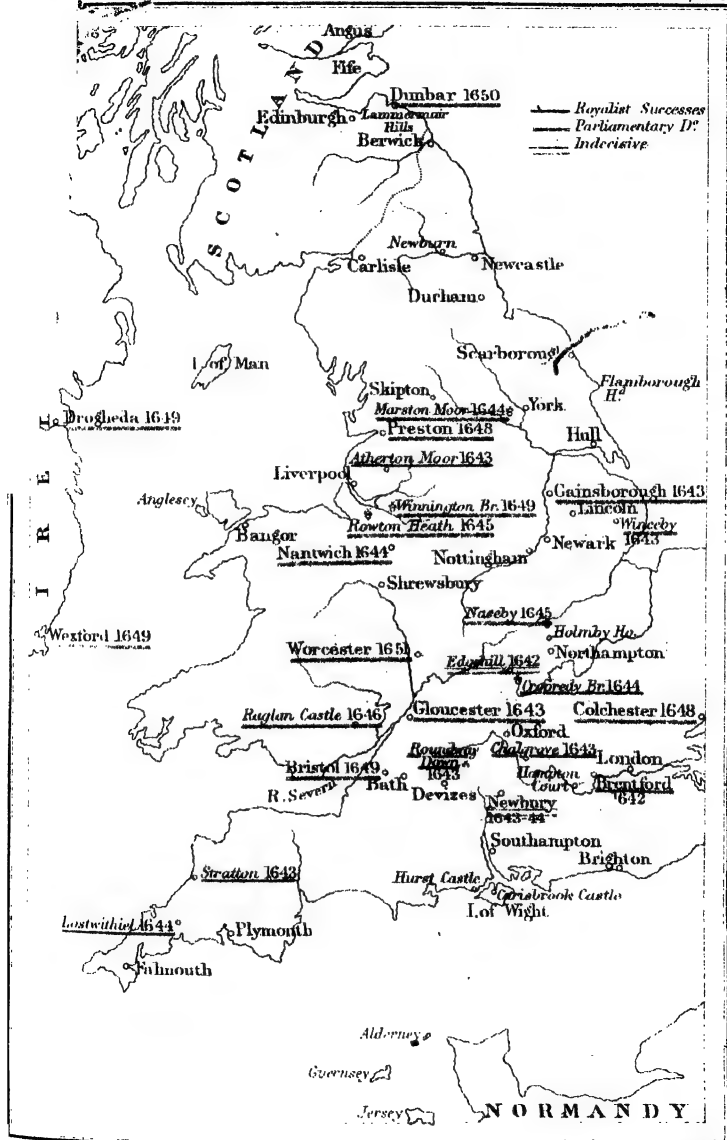 SCOTLAND
Angus
Fife
Dunbar 1650
Edinburgh
Lammermuir
Hills
Berwick
Royalist Successes
Parliamentary Do.
Indecisive
Newburn
Carlisle
Newcastle
Durham
I. of Man
Scarborough
Flamborough
Hd.
Skipton
Marston Moor 1644
York
IREL
Drogheda 1649
Preston 1648
Hull
Atherton Moor 1643
Liverpool
Gainsborough 1643
Anglesey
Winnington Br. 1649
Lincoln
Winceby
1643
Rowton Heath 1645
Bangor
Nantwich 1644
Nottingham
Newark
Shrewsbury
Naseby 1645
Wexford 1649
Holmby Ho.
Worcester 1651
Northampton
Edgehill 1642
Cropredy Br. 1644
Raglan Castle 1646
Gloucester 1643
Colchester 1648
Oxford
Roundway
Down
1643
Chalgrave 1643
London
Bristol 1649
Bath
Hampton
Court
Brentford
1642
R. Severn
Devizes
Newbury
1643-44
Southampton
Brighton
Stratton 1643
Hurst Castle
Carisbrook Castle
I. of Wight
Lostwithiel 1644
Plymouth
Falmouth
Alderney
Guernsey
Jersey
NORMANDY